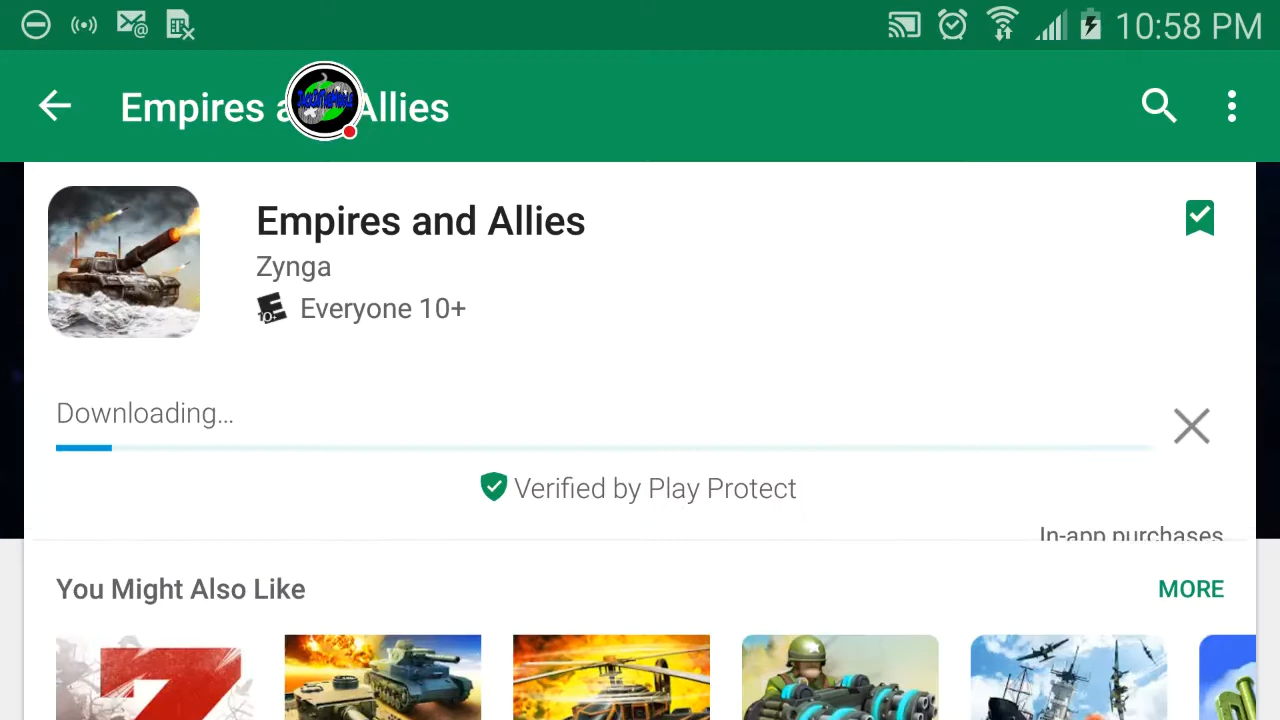 10:58 PM
Empires a Allies
Empires and Allies
Zynga
Everyone 10+
Downloading...
Verified by Play Protect
In-app purchases
You Might Also Like
MORE
Z